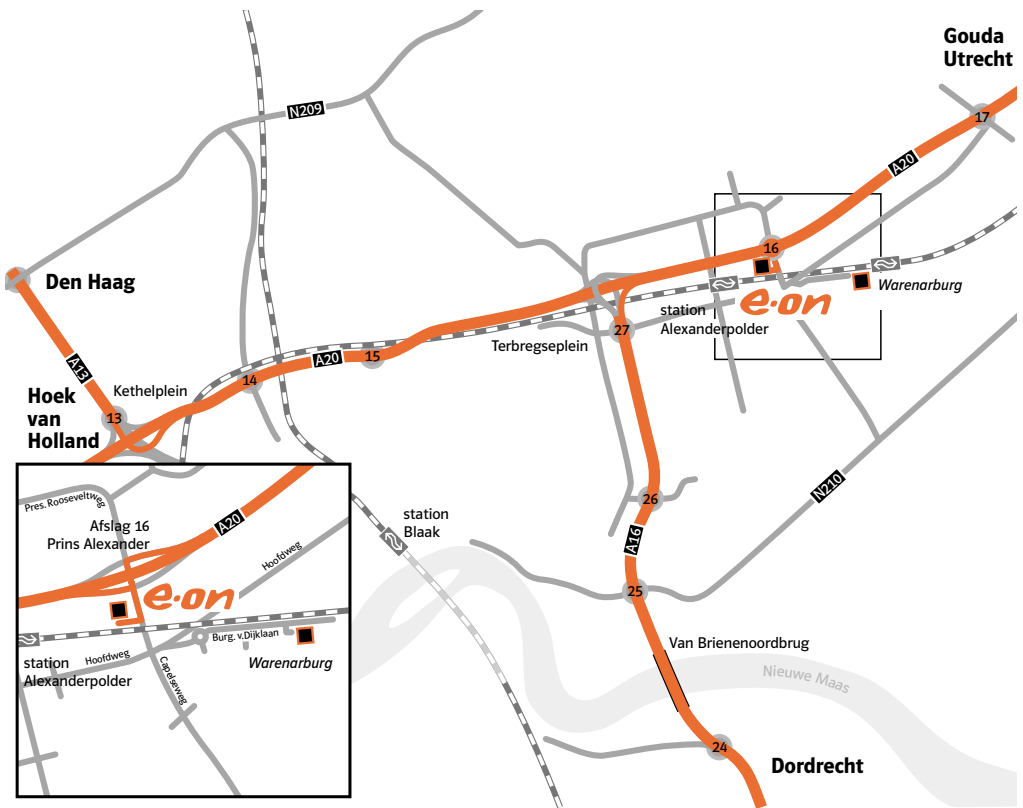 Gouda
Utrecht
N209
17
A20
16
Den Haag
e·on
Warenarburg
station
Alexanderpolder
27
Terbregseplein
A20
15
14
A13
Kethelplein
13
Hoek
van
Holland
N210
26
station
Blaak
A16
25
Van Brienenoordbrug
Nieuwe Maas
24
Dordrecht
Pres. Rooseveltweg
A20
Afslag 16
Prins Alexander
Hoofdweg
e·on
Burg. v.Dijklaan
Hoofdweg
Warenarburg
station
Alexanderpolder
Capelseweg